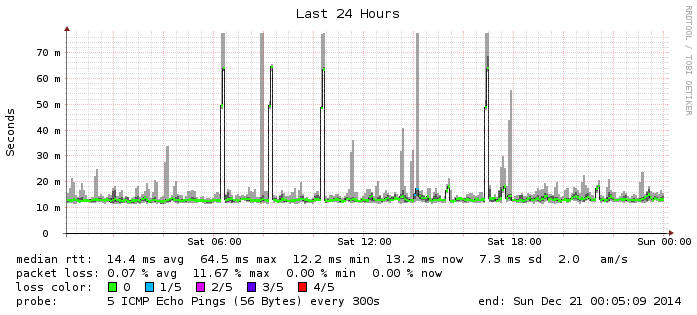 Last 24 Hours
RRDTOOL / TOBI OETIKER
Seconds
70 m
60 m
50 m
40 m
30 m
20 m
10 m
0
Sat 06:00 Sat 12:00 Sat 18:00 Sun 00:00
median rtt: 14.4 ms avg 64.5 ms max 12.2 ms min 13.2 ms now 7.3 ms sd 2.0 am/s
packet loss: 0.07 % avg 11.67 % max 0.00 % min 0.00 % now
loss color: 0 1/5 2/5 3/5 4/5
probe: 5 ICMP Echo Pings (56 Bytes) every 300s end: Sun Dec 21 00:05:09 2014